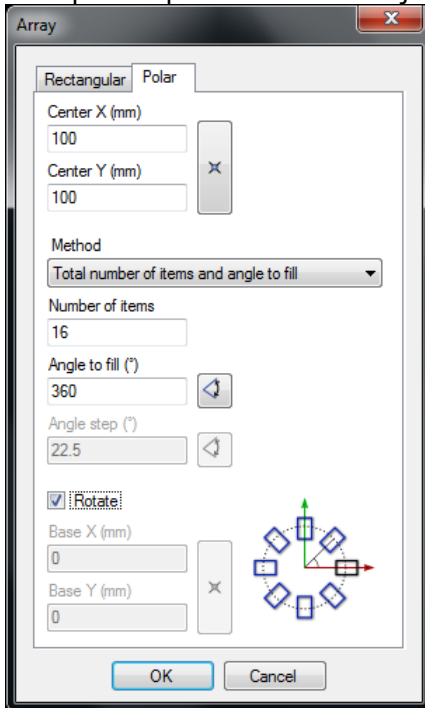 Array
Rectangular Polar
Center X (mm)
100
Center Y (mm)
100
Method
Total number of items and angle to fill
Number of items
16
Angle to fill (°)
360
Angle step (°)
22.5
Rotate
Base X (mm)
0
Base Y (mm)
0
OK Cancel